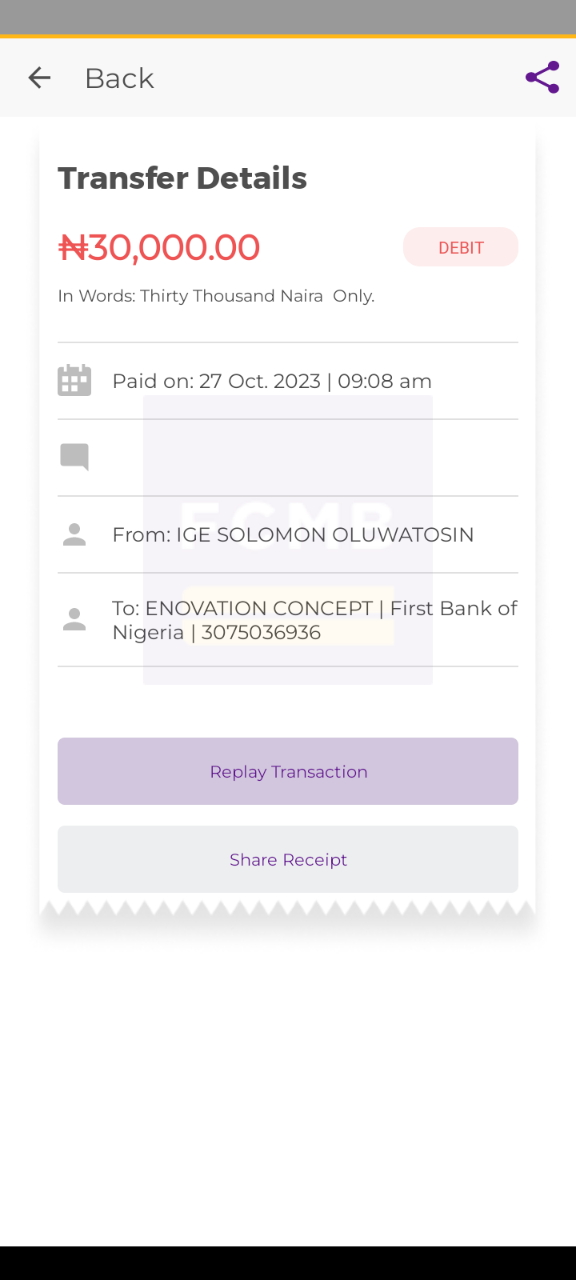 Back
Transfer Details
₦30,000.00
DEBIT
In Words: Thirty Thousand Naira  Only.
Paid on: 27 Oct. 2023 | 09:08 am
FCMB
From: IGE SOLOMON OLUWATOSIN
To: ENOVATION CONCEPT | First Bank of
Nigeria | 3075036936
Replay Transaction
Share Receipt